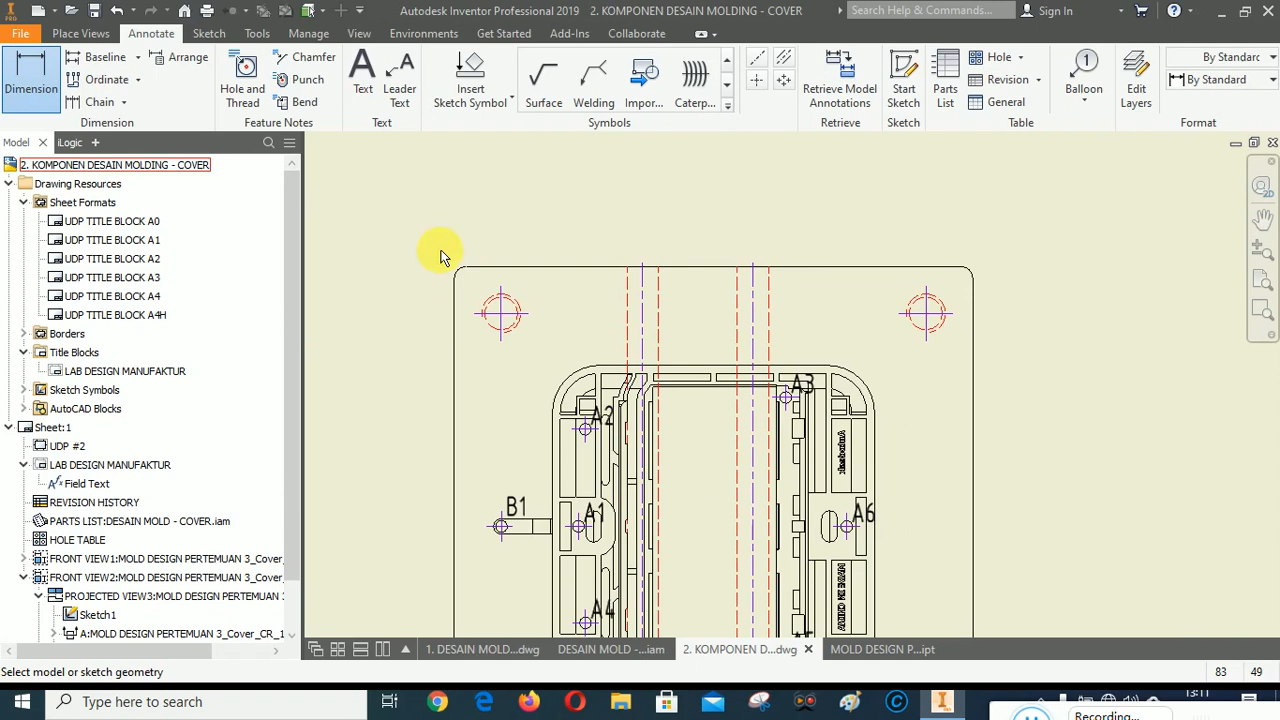 Autodesk Inventor Professional 2019 2. KOMPONEN DESAIN MOLDING - COVER
Search Help & Commands...
Sign In
PRO
File Place Views Annotate Sketch Tools Manage View Environments Get Started Add-Ins Collaborate
Dimension
Baseline
Ordinate
Chain
Arrange
Dimension
Hole and Thread
Chamfer
Punch
Bend
Feature Notes
Text
Leader Text
Text
Insert Sketch Symbol
Surface
Welding
Impor...
Caterp...
Symbols
Retrieve Model Annotations
Retrieve
Start Sketch
Sketch
Parts List
Hole
Revision
General
Table
Balloon
Edit Layers
By Standar
By Standard
Format
Model
iLogic
2. KOMPONEN DESAIN MOLDING - COVER
Drawing Resources
Sheet Formats
UDP TITLE BLOCK A0
UDP TITLE BLOCK A1
UDP TITLE BLOCK A2
UDP TITLE BLOCK A3
UDP TITLE BLOCK A4
UDP TITLE BLOCK A4H
Borders
Title Blocks
LAB DESIGN MANUFAKTUR
Sketch Symbols
AutoCAD Blocks
Sheet:1
UDP #2
LAB DESIGN MANUFAKTUR
Field Text
REVISION HISTORY
PARTS LIST:DESAIN MOLD - COVER.iam
HOLE TABLE
FRONT VIEW1:MOLD DESIGN PERTEMUAN 3_Cover_
FRONT VIEW2:MOLD DESIGN PERTEMUAN 3_Cover_
PROJECTED VIEW3:MOLD DESIGN PERTEMUAN 3
Sketch1
A:MOLD DESIGN PERTEMUAN 3_Cover_CR_1
A3
A2
B1
A1
A6
A4
1. DESAIN MOLD...dwg
DESAIN MOLD -...iam
2. KOMPONEN D...dwg
MOLD DESIGN P...ipt
Select model or sketch geometry
83
49
Type here to search
13:11
Recording...